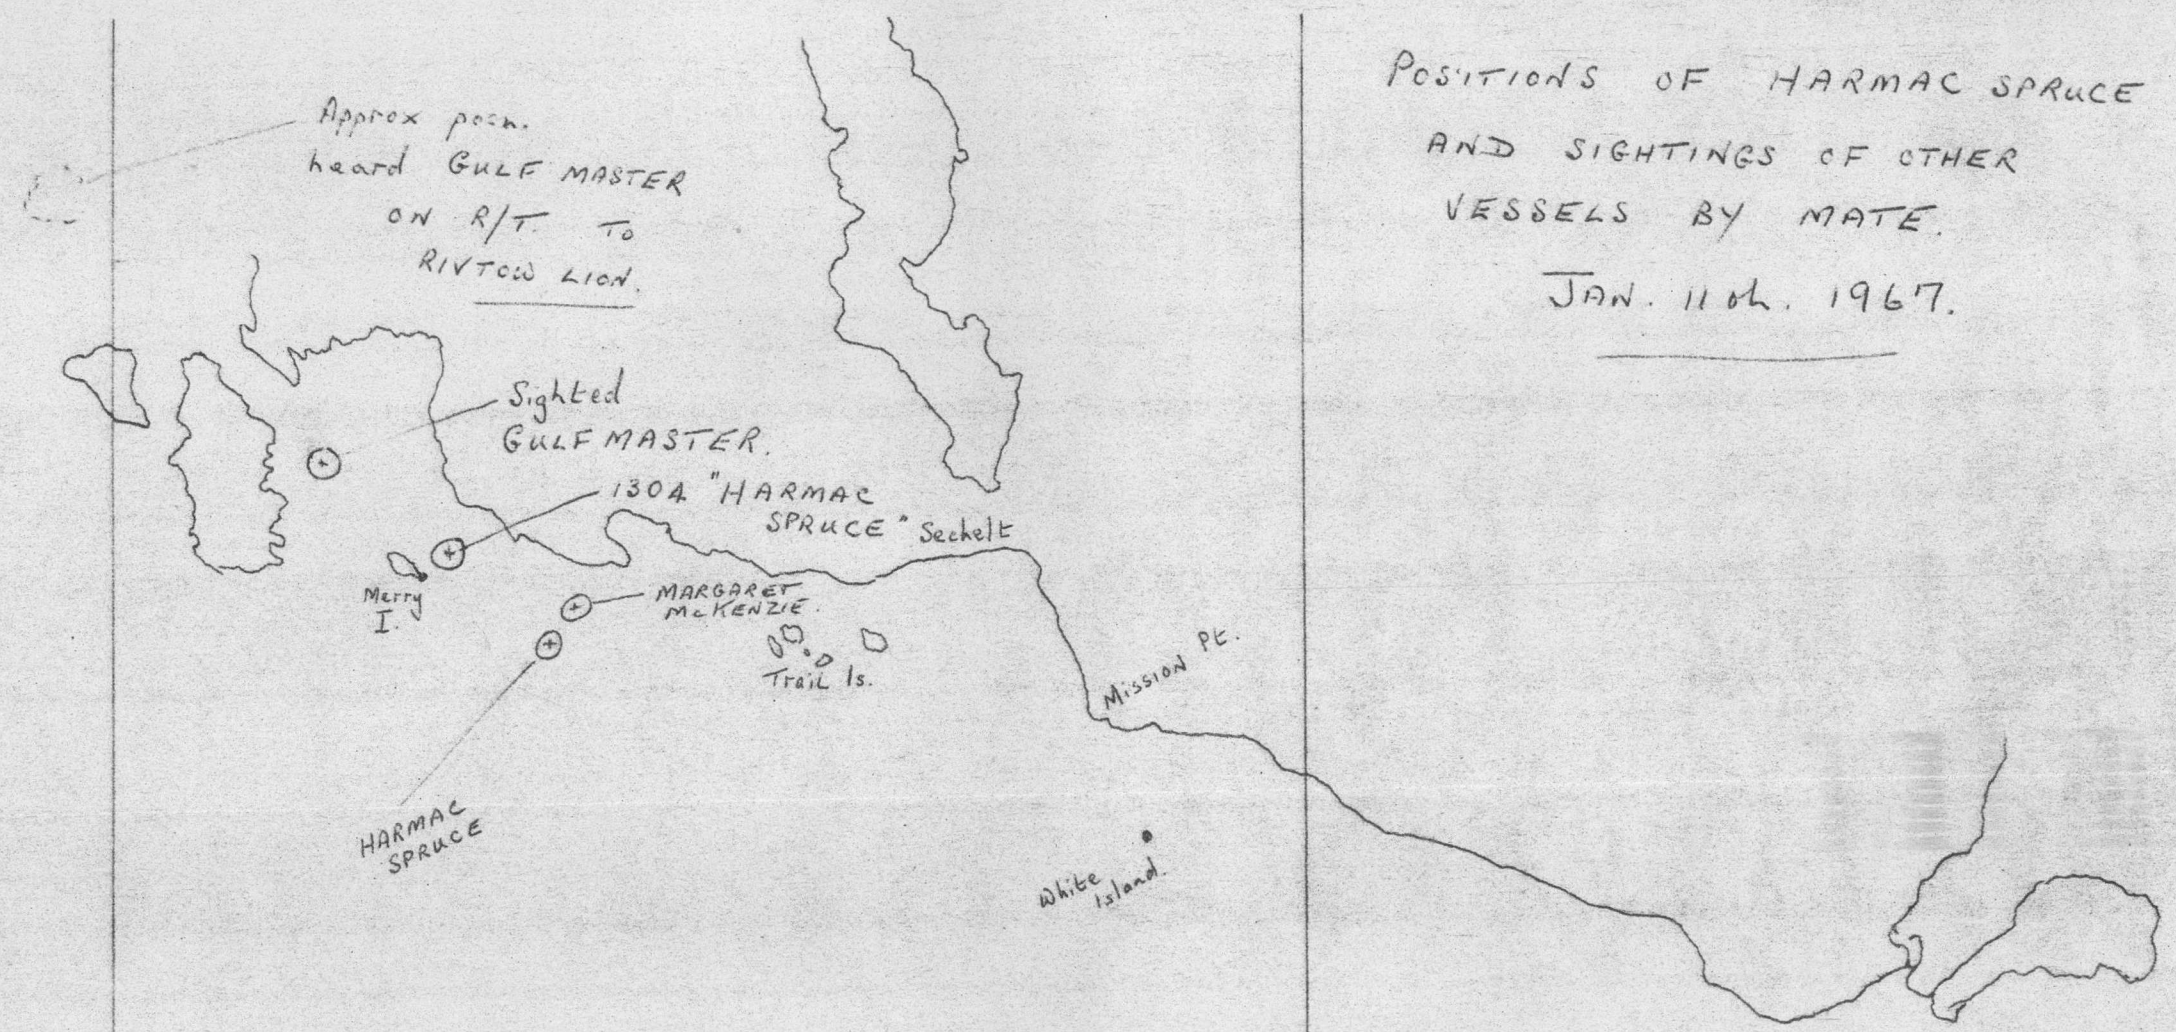 POSITIONS OF HARMAC SPRUCE
AND SIGHTINGS OF OTHER
VESSELS BY MATE.
JAN. 11th. 1967.
Approx posn.
heard GULF MASTER
ON R/T. TO
RIVTOW LION.
Sighted
GULF MASTER.
1304 "HARMAC
SPRUCE"
Sechelt
Merry
I.
MARGARET
McKENZIE.
Trail Is.
Mission Pt.
HARMAC
SPRUCE
White
Island.